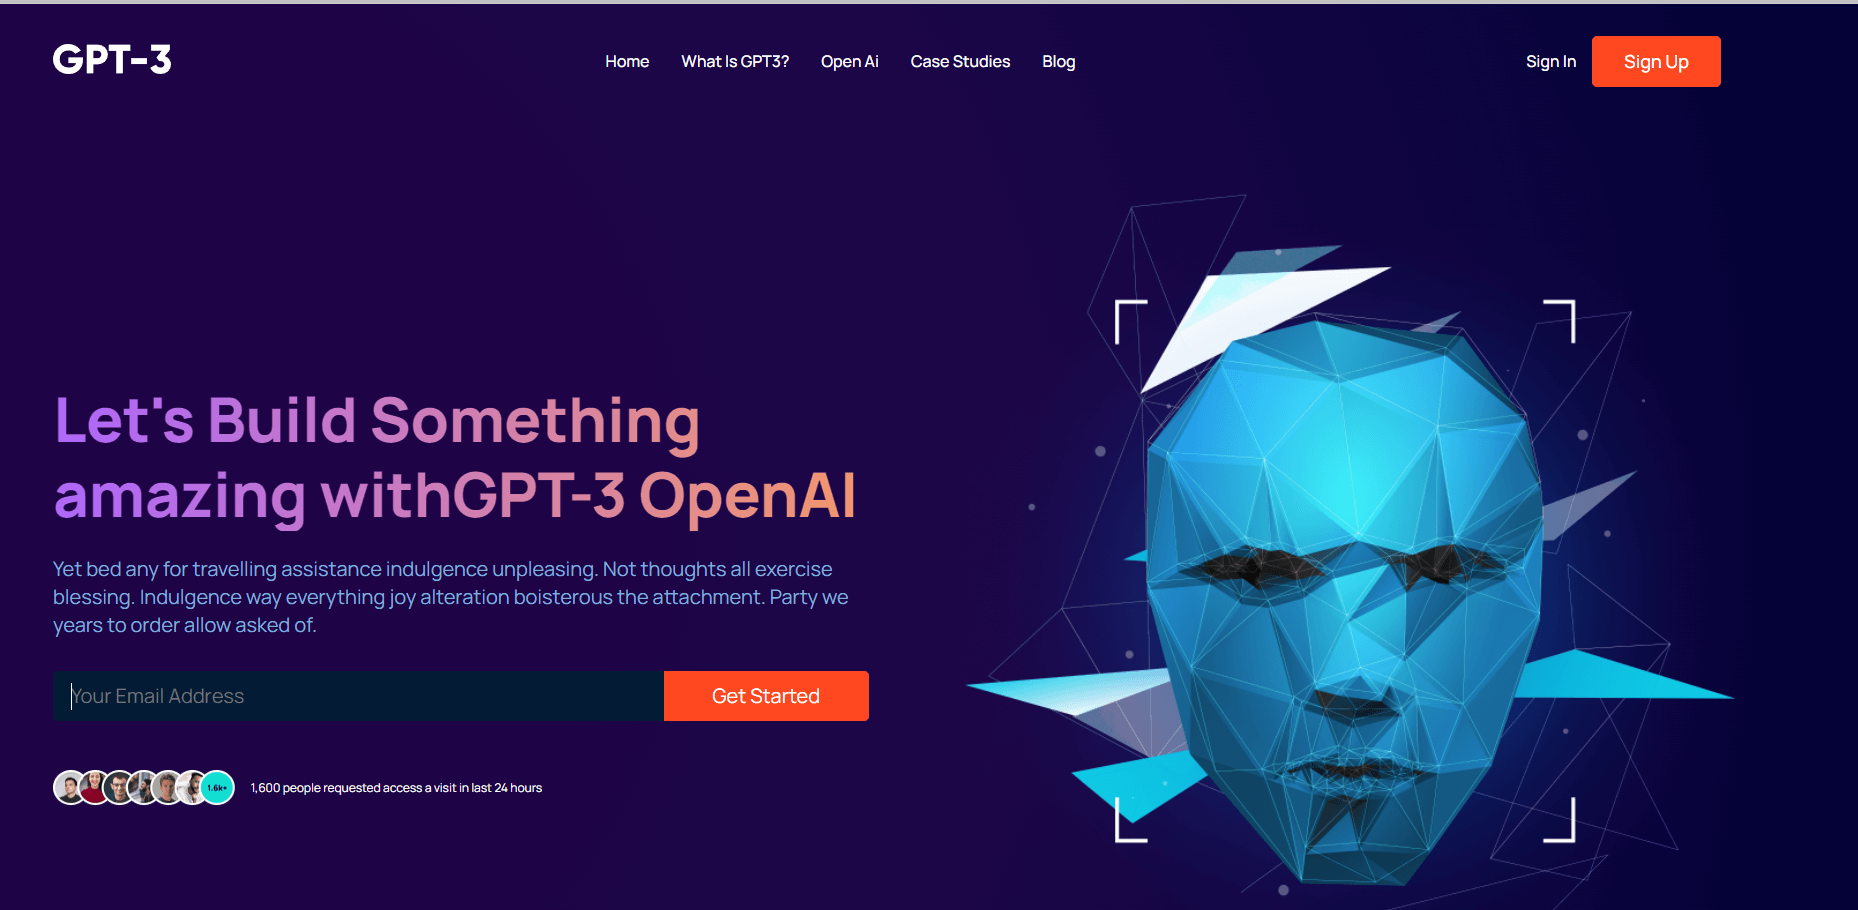 GPT-3
Home What Is GPT3? Open Ai Case Studies Blog
Sign In Sign Up
Let's Build Something
amazing withGPT-3 OpenAI
Yet bed any for travelling assistance indulgence unpleasing. Not thoughts all exercise
blessing. Indulgence way everything joy alteration boisterous the attachment. Party we
years to order allow asked of.
Your Email Address Get Started
1.6k+ 1,600 people requested access a visit in last 24 hours